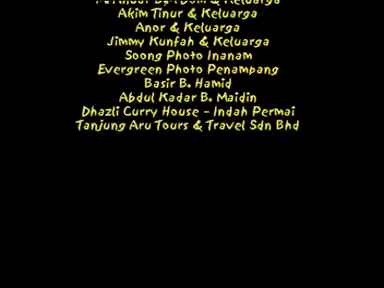 & Keluarga
Akim Tinur & Keluarga
Anor & Keluarga
Jimmy Kunfah & Keluarga
Soong Photo Inanam
Evergreen Photo Penampang
Basir B. Hamid
Abdul Kadar B. Maidin
Dhazli Curry House - Indah Permai
Tanjung Aru Tours & Travel Sdn Bhd